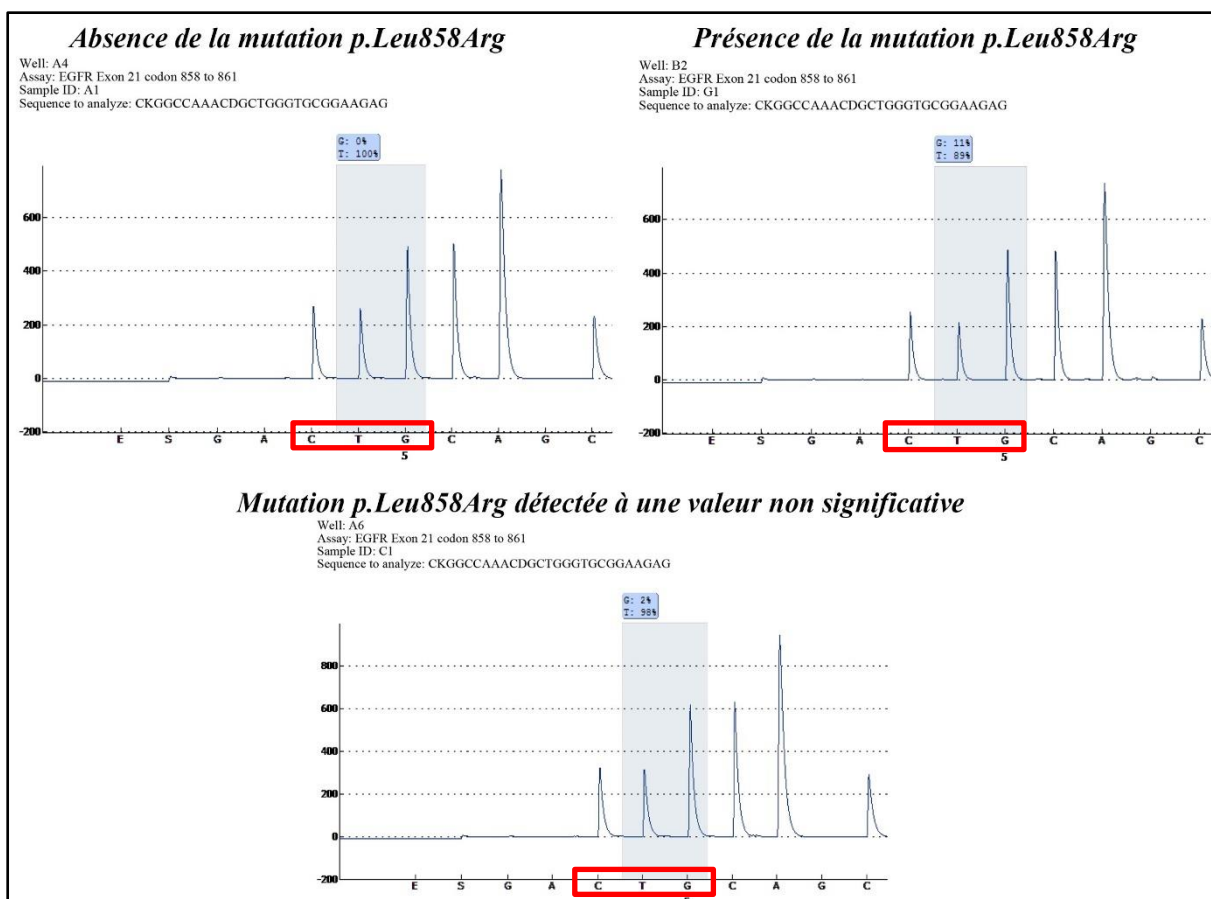 Absence de la mutation p.Leu858Arg
Well: A4
Assay: EGFR Exon 21 codon 858 to 861
Sample ID: A1
Sequence to analyze: CKGGCCAAACDGCTGGGTGCGGAAGAG
G: 0%
T: 100%
600
400
200
0
-200
E S G A C T G C A G C
5
Présence de la mutation p.Leu858Arg
Well: B2
Assay: EGFR Exon 21 codon 858 to 861
Sample ID: G1
Sequence to analyze: CKGGCCAAACDGCTGGGTGCGGAAGAG
G: 11%
T: 89%
600
400
200
0
-200
E S G A C T G C A G C
5
Mutation p.Leu858Arg détectée à une valeur non significative
Well: A6
Assay: EGFR Exon 21 codon 858 to 861
Sample ID: C1
Sequence to analyze: CKGGCCAAACDGCTGGGTGCGGAAGAG
G: 2%
T: 98%
800
600
400
200
0
-200
E S G A C T G C A G C